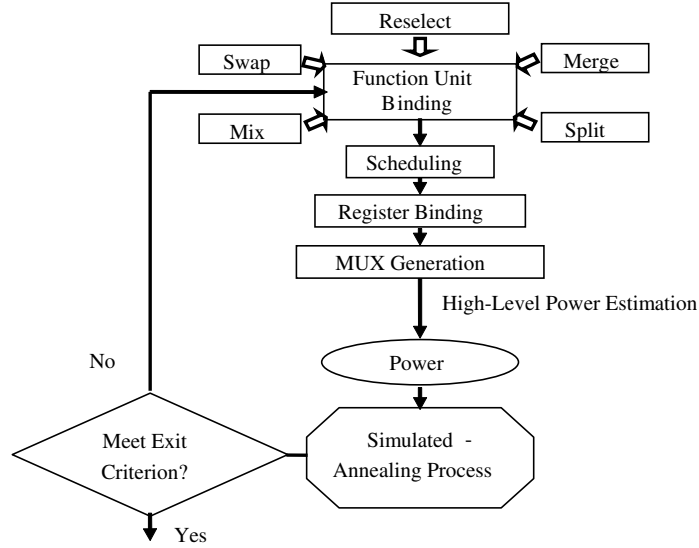 Reselect
Swap
Merge
Function Unit
Binding
Mix
Split
Scheduling
Register Binding
MUX Generation
High-Level Power Estimation
No
Power
Meet Exit
Criterion?
Simulated -
Annealing Process
Yes